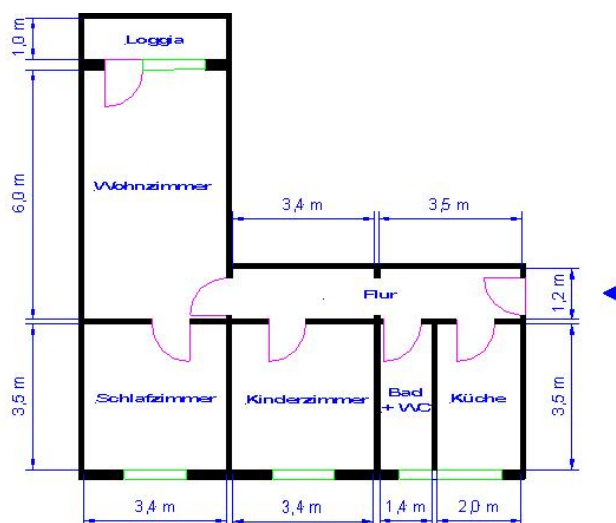 Loggia
1,0 m
Wohnzimmer
6,0 m
3,4 m
3,5 m
Flur
1,2 m
Schlafzimmer
Kinderzimmer
Bad
+ WC
Küche
3,5 m
3,5 m
3,4 m
3,4 m
1,4 m
2,0 m